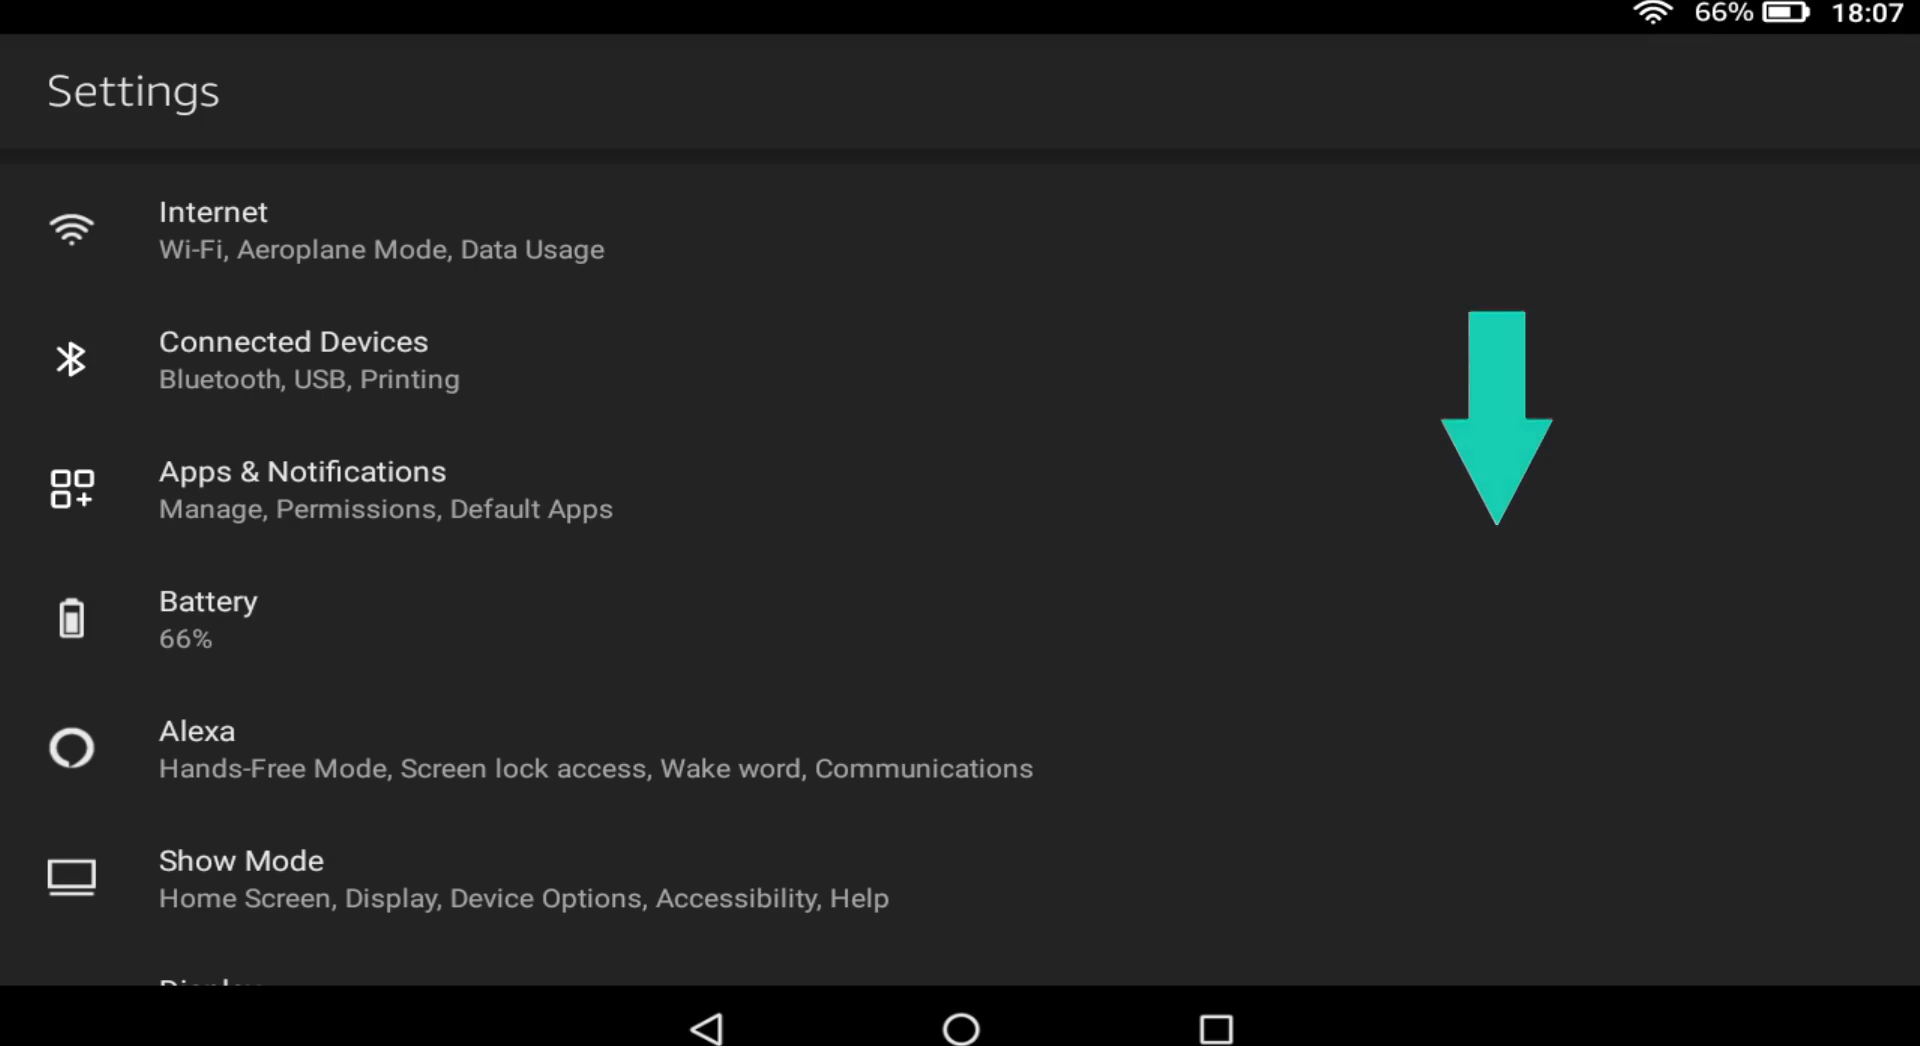 66% 18:07
Settings
Internet
Wi-Fi, Aeroplane Mode, Data Usage
Connected Devices
Bluetooth, USB, Printing
Apps & Notifications
Manage, Permissions, Default Apps
Battery
66%
Alexa
Hands-Free Mode, Screen lock access, Wake word, Communications
Show Mode
Home Screen, Display, Device Options, Accessibility, Help
Display